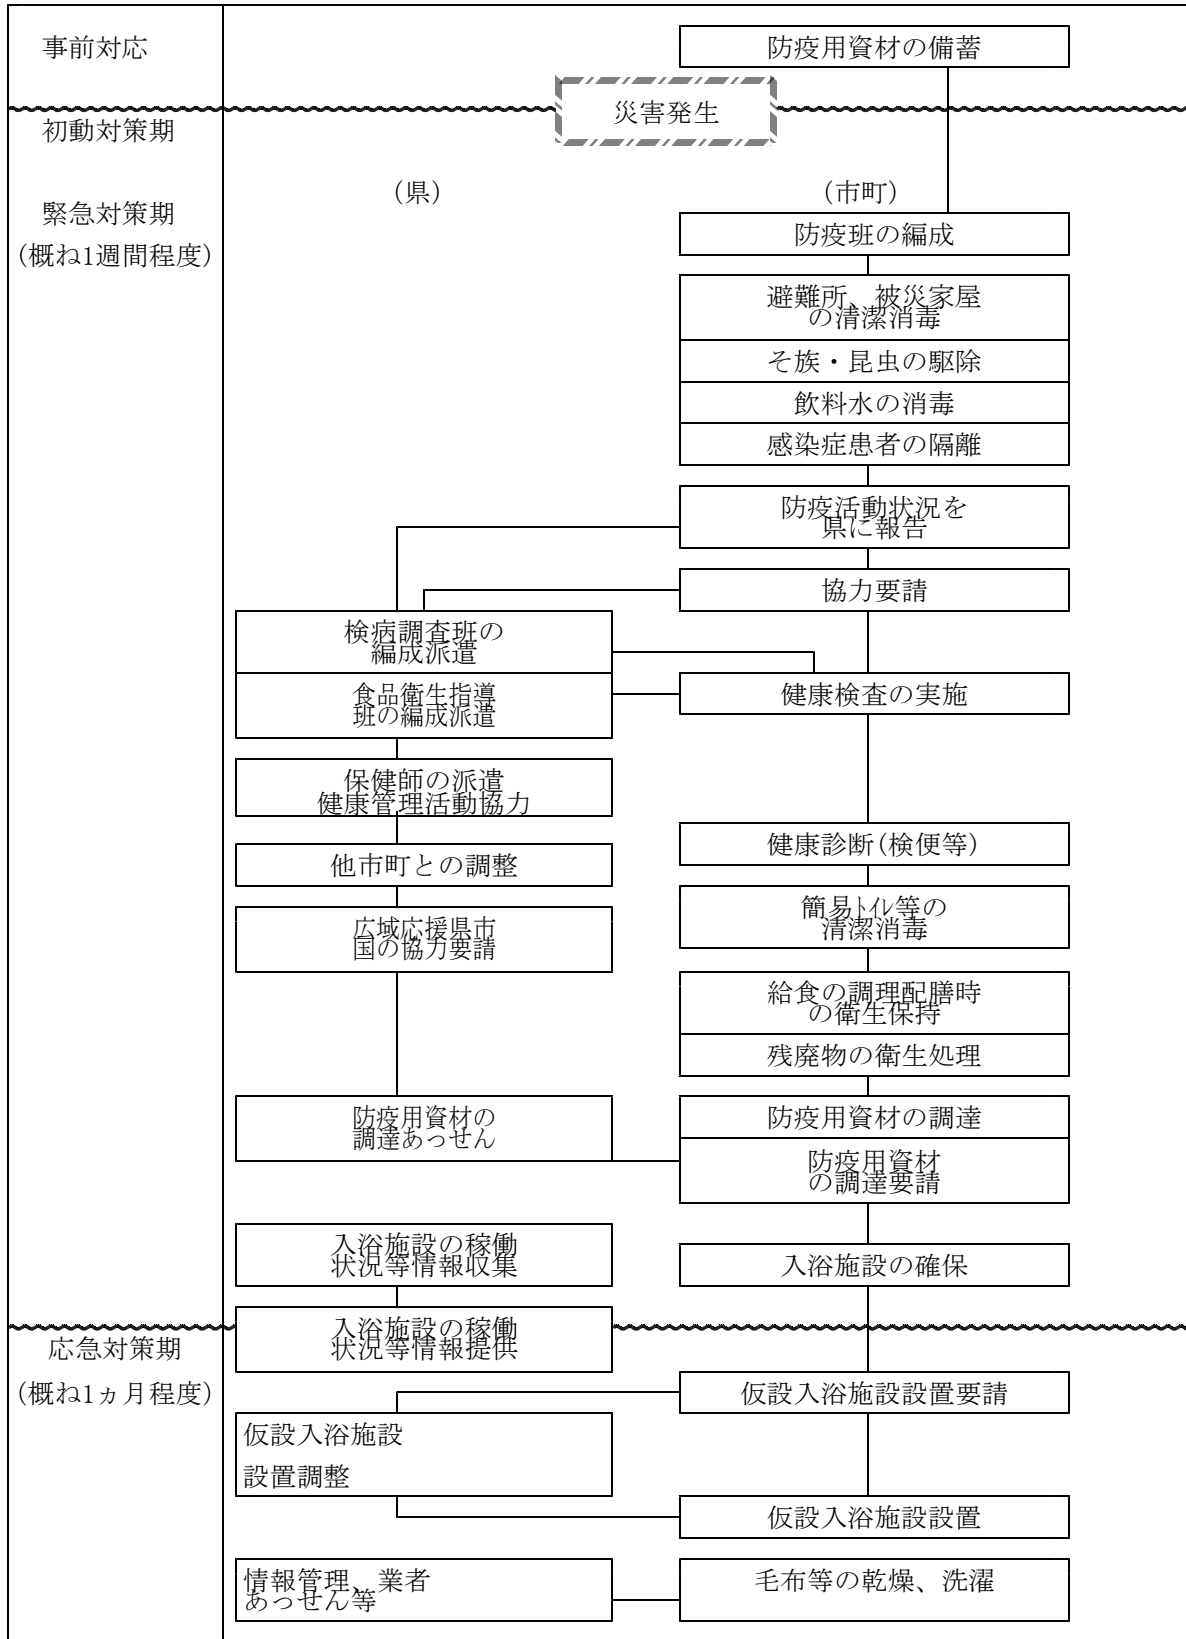 事前対応
防疫用資材の備蓄
災害発生
初動対策期
(県)
(市町)
緊急対策期
(概ね1週間程度)
防疫班の編成
避難所、被災家屋
の清潔消毒
そ族・昆虫の駆除
飲料水の消毒
感染症患者の隔離
防疫活動状況を
県に報告
協力要請
検病調査班の
編成派遣
食品衛生指導
班の編成派遣
健康検査の実施
保健師の派遣
健康管理活動協力
健康診断(検便等)
他市町との調整
簡易ﾄｲﾚ等の
清潔消毒
広域応援県市
国の協力要請
給食の調理配膳時
の衛生保持
残廃物の衛生処理
防疫用資材の
調達あっせん
防疫用資材の調達
防疫用資材
の調達要請
入浴施設の稼働
状況等情報収集
入浴施設の確保
入浴施設の稼働
状況等情報提供
応急対策期
(概ね1ヵ月程度)
仮設入浴施設設置要請
仮設入浴施設
設置調整
仮設入浴施設設置
情報管理、業者
あっせん等
毛布等の乾燥、洗濯